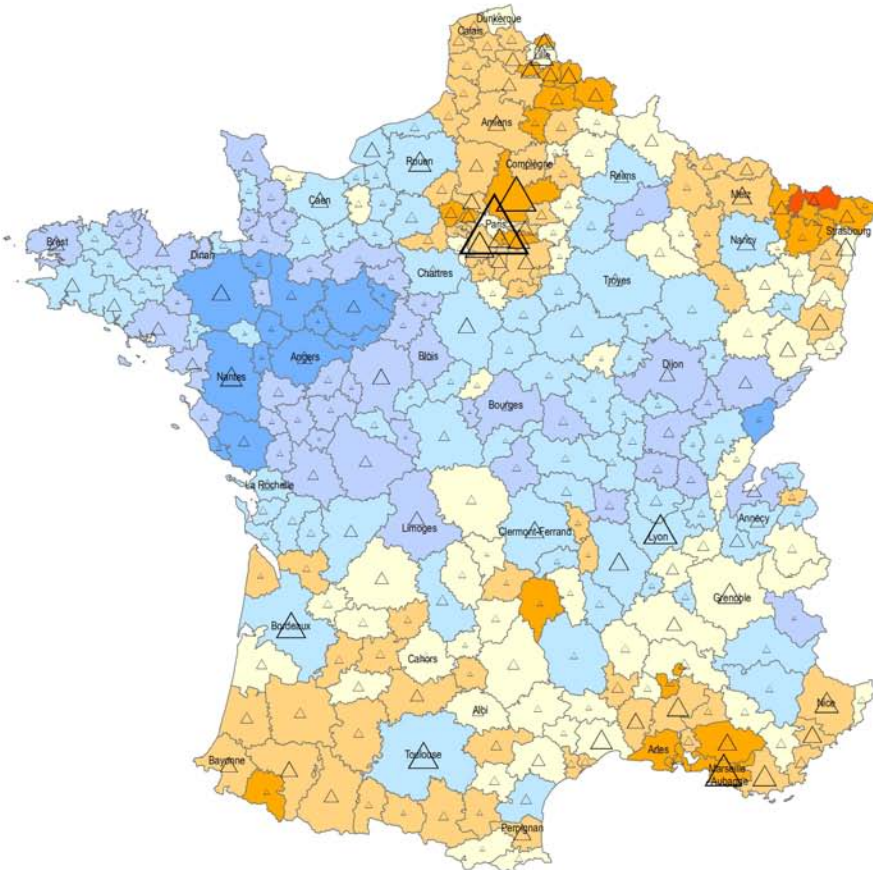 Dunkerque
Calais
Lille
Amiens
Rouen
Compiègne
Reims
Metz
Caen
Paris
Strasbourg
Nancy
Brest
Dinan
Chartres
Troyes
Angers
Blois
Dijon
Nantes
Bourges
La Rochelle
Limoges
Clermont-Ferrand
Lyon
Annecy
Grenoble
Bordeaux
Cahors
Albi
Nice
Bayonne
Toulouse
Arles
Marseille
Aubagne
Perpignan